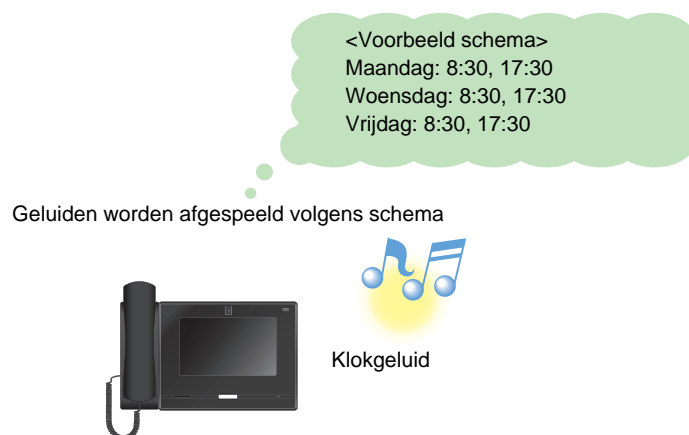 <Voorbeeld schema>
Maandag: 8:30, 17:30
Woensdag: 8:30, 17:30
Vrijdag: 8:30, 17:30
Geluiden worden afgespeeld volgens schema
Klokgeluid